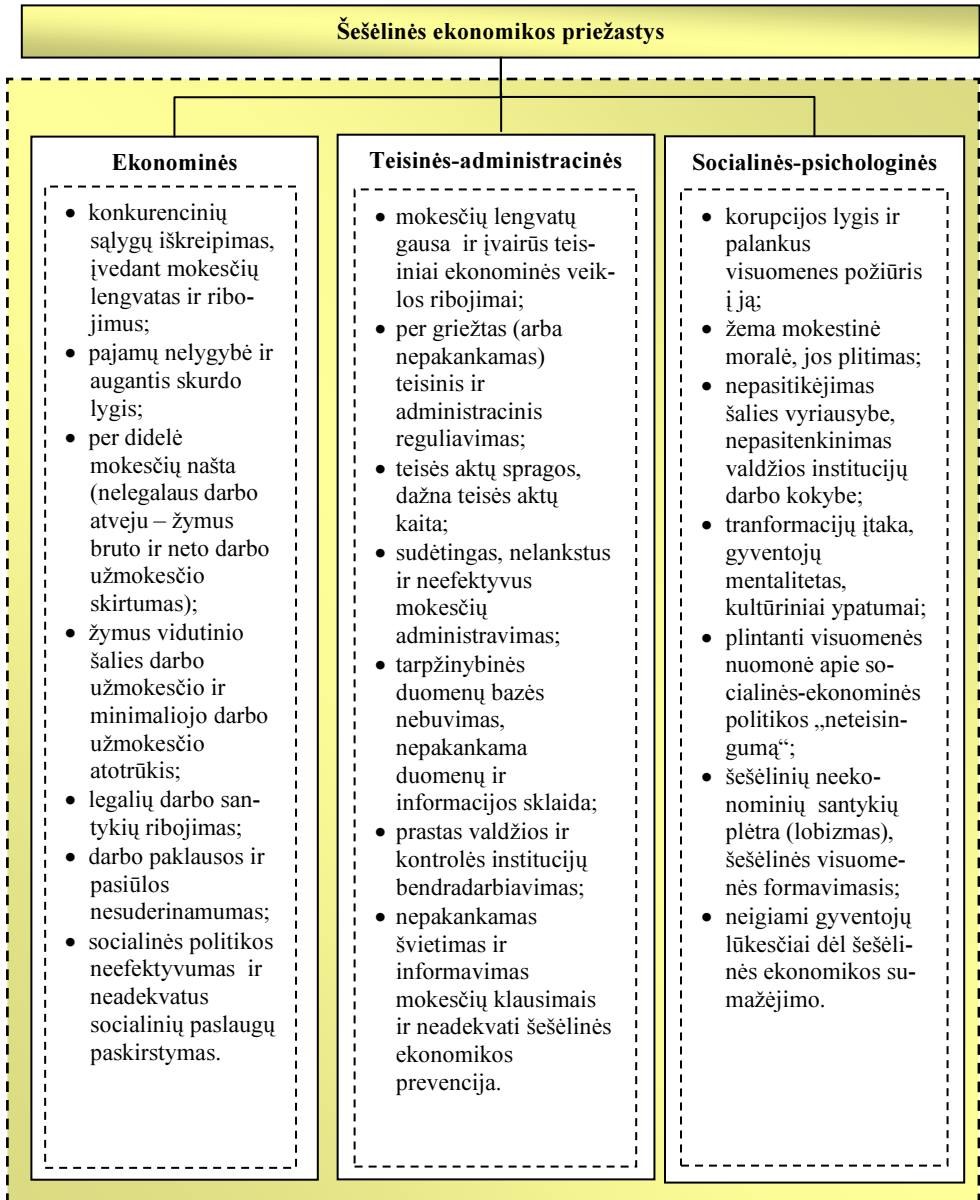 Šešėlinės ekonomikos priežastys
Ekonominės
• konkurencinių
sąlygų iškreipimas,
įvedant mokesčių
lengvatas ir ribo-
jimus;
• pajamų nelygybė ir
augantis skurdo
lygis;
• per didelė
mokesčių našta
(nelegalaus darbo
atveju – žymus
bruto ir neto darbo
užmokesčio
skirtumas);
• žymus vidutinio
šalies darbo
užmokesčio ir
minimaliojo darbo
užmokesčio
atotrūkis;
• legalių darbo san-
tykių ribojimas;
• darbo paklausos ir
pasiūlos
nesuderinamumas;
• socialinės politikos
neefektyvumas ir
neadekvatus
socialinių paslaugų
paskirstymas.
Teisinės-administracinės
• mokesčių lengvatų
gausa ir įvairūs teis-
iniai ekonominės veik-
los ribojimai;
• per griežtas (arba
nepakankamas)
teisinis ir
administracinis
reguliavimas;
• teisės aktų spragos,
dažna teisės aktų
kaita;
• sudėtingas, nelankstus
ir neefektyvus
mokesčių
administravimas;
• tarpžinybinės
duomenų bazės
nebuvimas,
nepakankama
duomenų ir
informacijos sklaida;
• prastas valdžios ir
kontrolės institucijų
bendradarbiavimas;
• nepakankamas
švietimas ir
informavimas
mokesčių klausimais
ir neadekvati šešėlinės
ekonomikos
prevencija.
Socialinės-psichologinės
• korupcijos lygis ir
palankus
visuomenes požiūris
į ją;
• žema mokestinė
moralė, jos plitimas;
• nepasitikėjimas
šalies vyriausybe,
nepasitenkinimas
valdžios institucijų
darbo kokybe;
• tranformacijų įtaka,
gyventojų
mentalitetas,
kultūriniai ypatumai;
• plintanti visuomenės
nuomonė apie so-
cialinės-ekonominės
politikos „neteisin-
gumą“;
• šešėlinių neeko-
nominių santykių
plėtra (lobizmas),
šešėlinės visuome-
nės formavimasis;
• neigiami gyventojų
lūkesčiai dėl šešėli-
nės ekonomikos su-
mažėjimo.